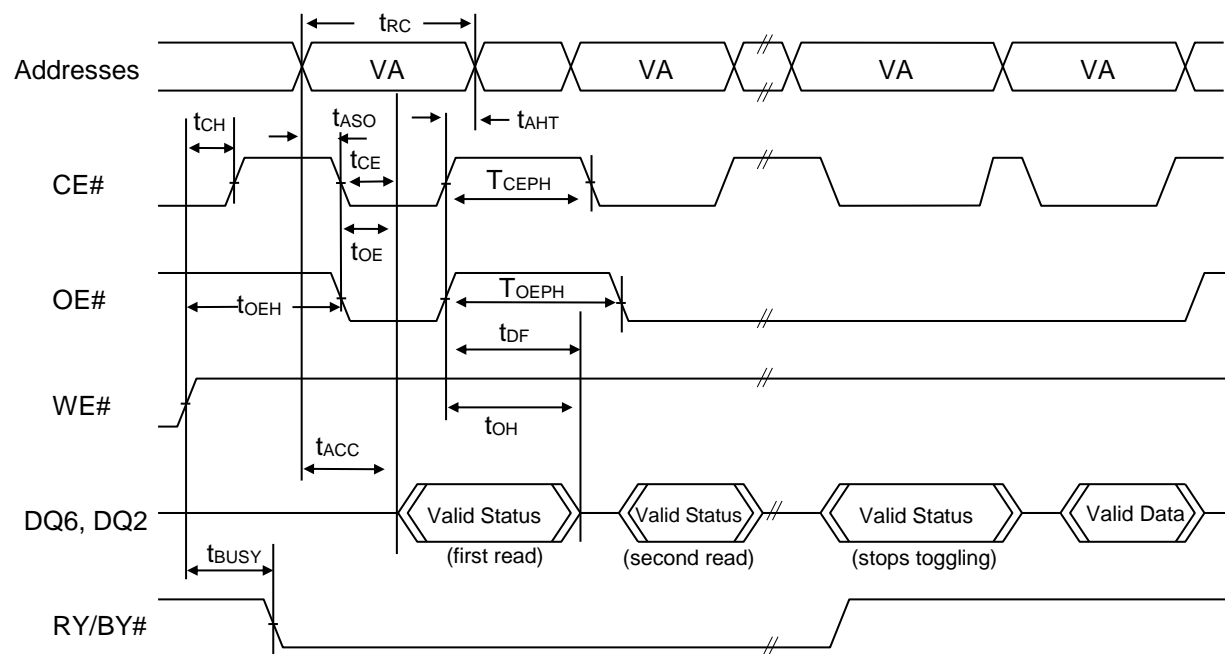 tRC
Addresses VA VA VA VA
tCH tASO tAHT
tCE
CE# TCEPH
tOE
OE# tOEH TOEPH
tDF
WE#
tOH
tACC
DQ6, DQ2 Valid Status Valid Status Valid Status Valid Data
(first read) (second read) (stops toggling)
tBUSY
RY/BY#